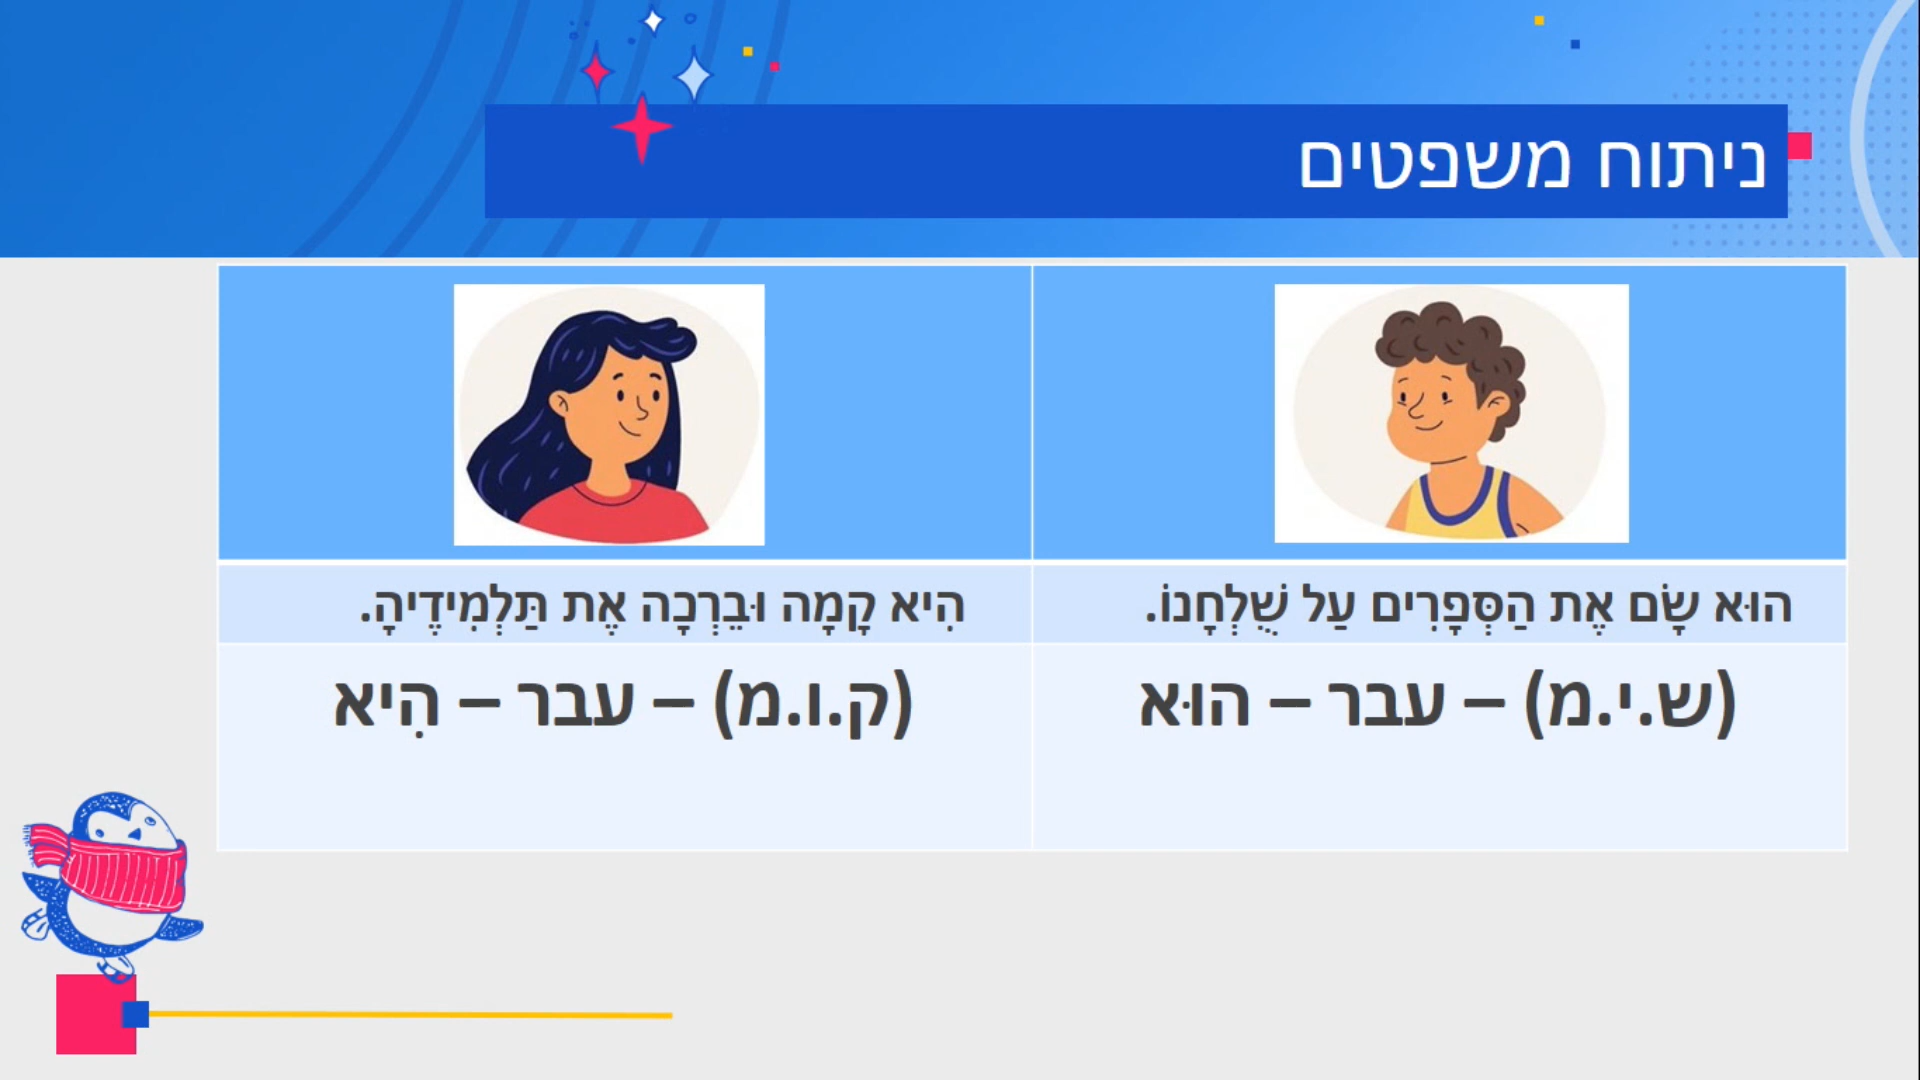 ניתוח משפטים
הוּא שָׂם אֶת הַסְּפָרִים עַל שֻׁלְחָנוֹ.
הִיא קָמָה וּבֵרְכָה אֶת תַּלְמִידֶיהָ.
(ש.י.מ) – עבר – הוּא
(ק.ו.מ) – עבר – הִיא